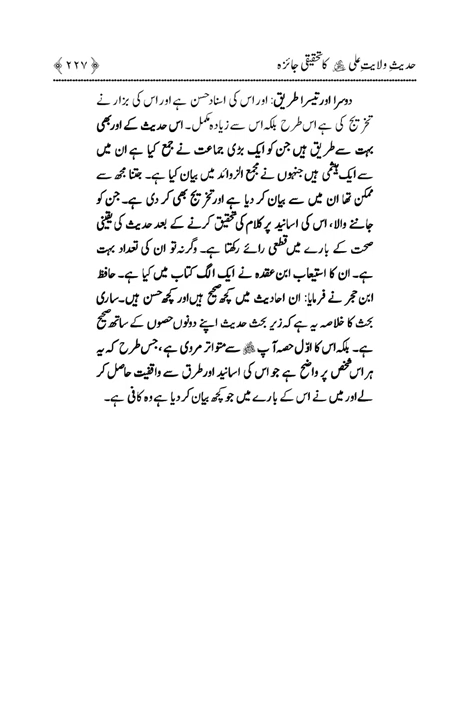 حدیثِ ولایتِ علی ﷺ کا تحقیقی جائزہ ﴿ ۲۲۷ ﴾
دوسرا اور تیسرا طریق: اور اس کی اسناد حسن ہے اور اس کی بزار نے
تخریج کی ہے اس طرح بلکہ اس سے زیادہ مکمل۔ اس حدیث کے اور بھی
بہت سے طریق ہیں جن کو ایک بڑی جماعت نے جمع کیا ہے ان میں
سے ایک ہیثمی ہیں جنہوں نے مجمع الزوائد میں بیان کیا ہے۔ جتنا مجھ سے
ممکن تھا ان میں سے بیان کر دیا ہے اور تخریج بھی کر دی ہے۔ جن کو
جاننے والا، اس کی اسانید پر کلام کی تحقیق کرنے کے بعد حدیث کی یقینی
صحت کے بارے میں قطعی رائے رکھتا ہے۔ وگرنہ تو ان کی تعداد بہت
ہے۔ ان کا استیعاب ابن عقدہ نے ایک الگ کتاب میں کیا ہے۔ حافظ
ابن حجر نے فرمایا: ان احادیث میں کچھ صحیح ہیں اور کچھ حسن ہیں۔ ساری
بحث کا خلاصہ یہ ہے کہ زیر بحث حدیث اپنے دونوں حصوں کے ساتھ صحیح
ہے۔ بلکہ اس کا اوّل حصہ آپ ﷺ سے متواتر مروی ہے، جس طرح کہ یہ
ہر اس شخص پر واضح ہے جو اس کی اسانید اور طرق سے واقفیت حاصل کر
لے اور میں نے اس کے بارے میں جو کچھ بیان کر دیا ہے وہ کافی ہے۔